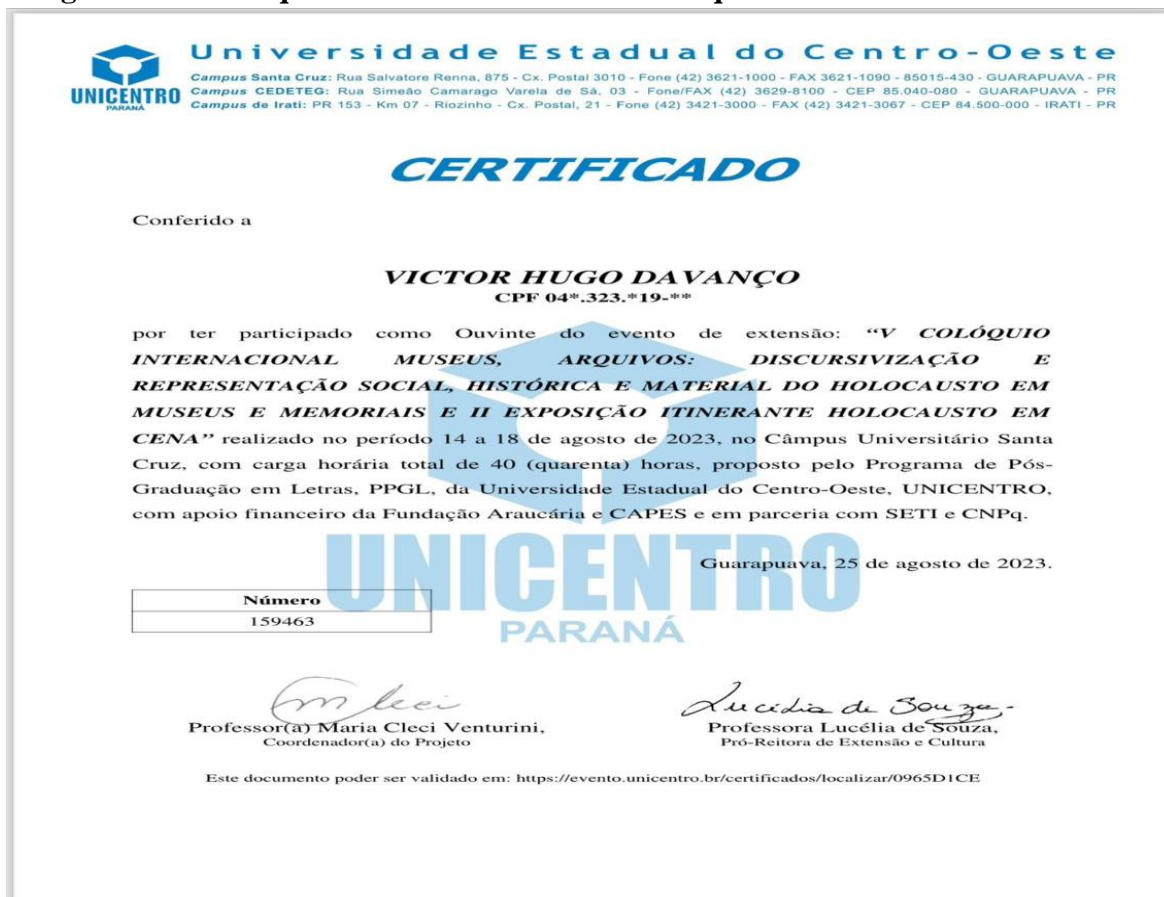 Universidade Estadual do Centro-Oeste
Campus Santa Cruz: Rua Salvatore Renna, 875 - Cx. Postal 3010 - Fone (42) 3621-1000 - FAX 3621-1090 - 85015-430 - GUARAPUAVA - PR
Campus CEDETEG: Rua Simeão Camarago Varela de Sá, 03 - Fone/FAX (42) 3629-8100 - CEP 85.040-080 - GUARAPUAVA - PR
Campus de Irati: PR 153 - Km 07 - Riozinho - Cx. Postal, 21 - Fone (42) 3421-3000 - FAX (42) 3421-3067 - CEP 84.500-000 - IRATI - PR
UNICENTRO
PARANÁ
CERTIFICADO
Conferido a
VICTOR HUGO DAVANÇO
CPF 04*.323.*19-**
por ter participado como Ouvinte do evento de extensão: “V COLÓQUIO
INTERNACIONAL MUSEUS, ARQUIVOS: DISCURSIVIZAÇÃO E
REPRESENTAÇÃO SOCIAL, HISTÓRICA E MATERIAL DO HOLOCAUSTO EM
MUSEUS E MEMORIAIS E II EXPOSIÇÃO ITINERANTE HOLOCAUSTO EM
CENA” realizado no período 14 a 18 de agosto de 2023, no Câmpus Universitário Santa
Cruz, com carga horária total de 40 (quarenta) horas, proposto pelo Programa de Pós-
Graduação em Letras, PPGL, da Universidade Estadual do Centro-Oeste, UNICENTRO,
com apoio financeiro da Fundação Araucária e CAPES e em parceria com SETI e CNPq.
UNICENTRO
PARANÁ
Guarapuava, 25 de agosto de 2023.
Número
159463
Lucélia de Souza
Professor(a) Maria Cleci Venturini,
Coordenador(a) do Projeto
Professora Lucélia de Souza,
Pró-Reitora de Extensão e Cultura
Este documento poder ser validado em: https://evento.unicentro.br/certificados/localizar/0965D1CE